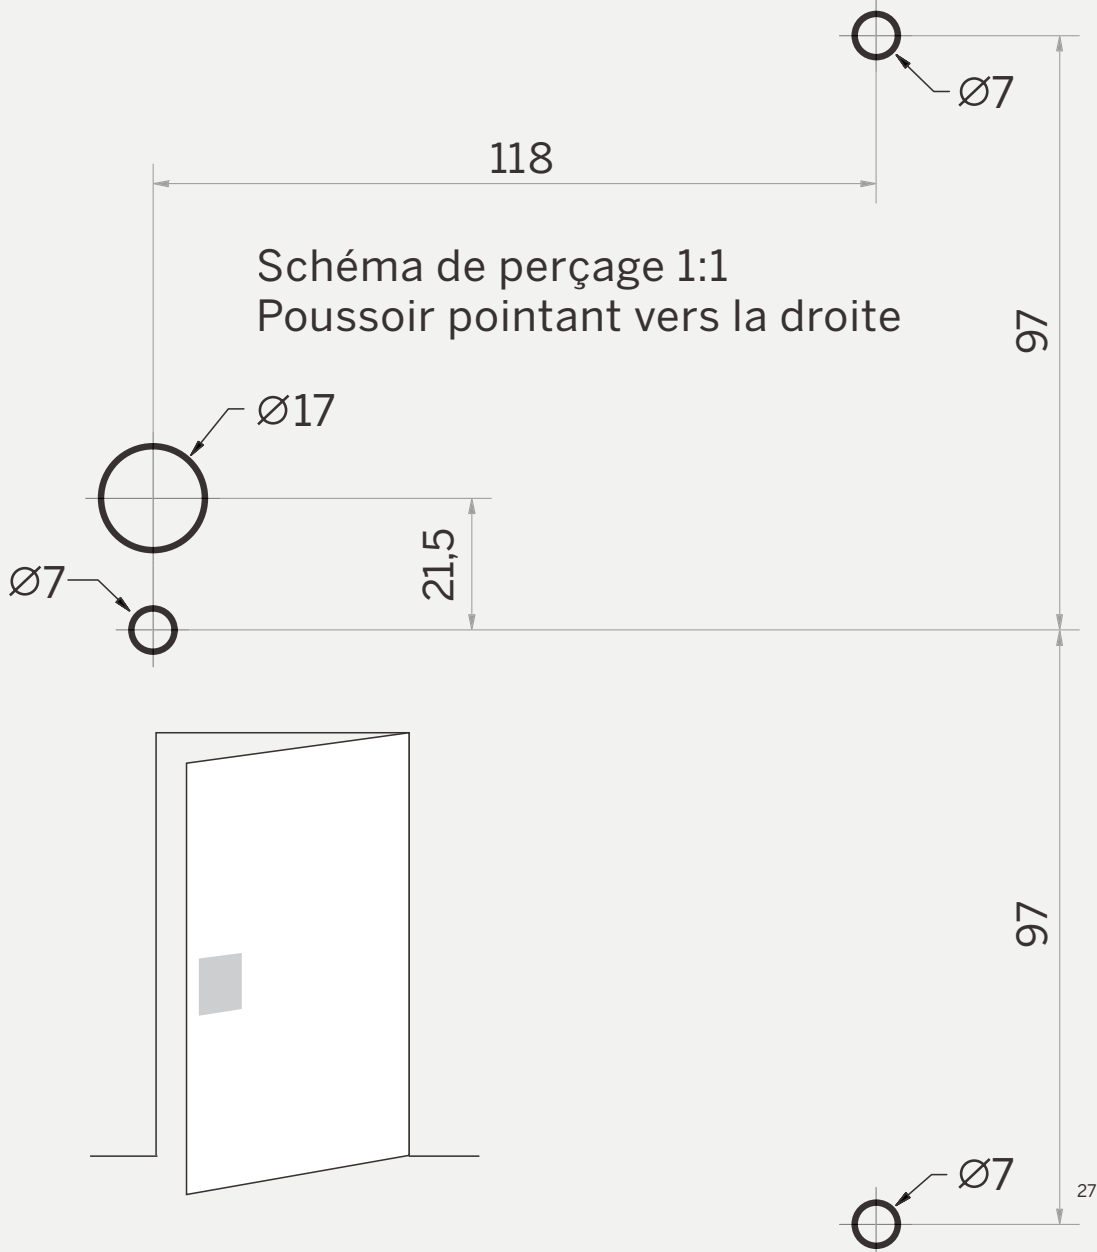 Ø7
118
Schéma de perçage 1:1
Poussoir pointant vers la droite
97
Ø17
21,5
Ø7
97
Ø7
27